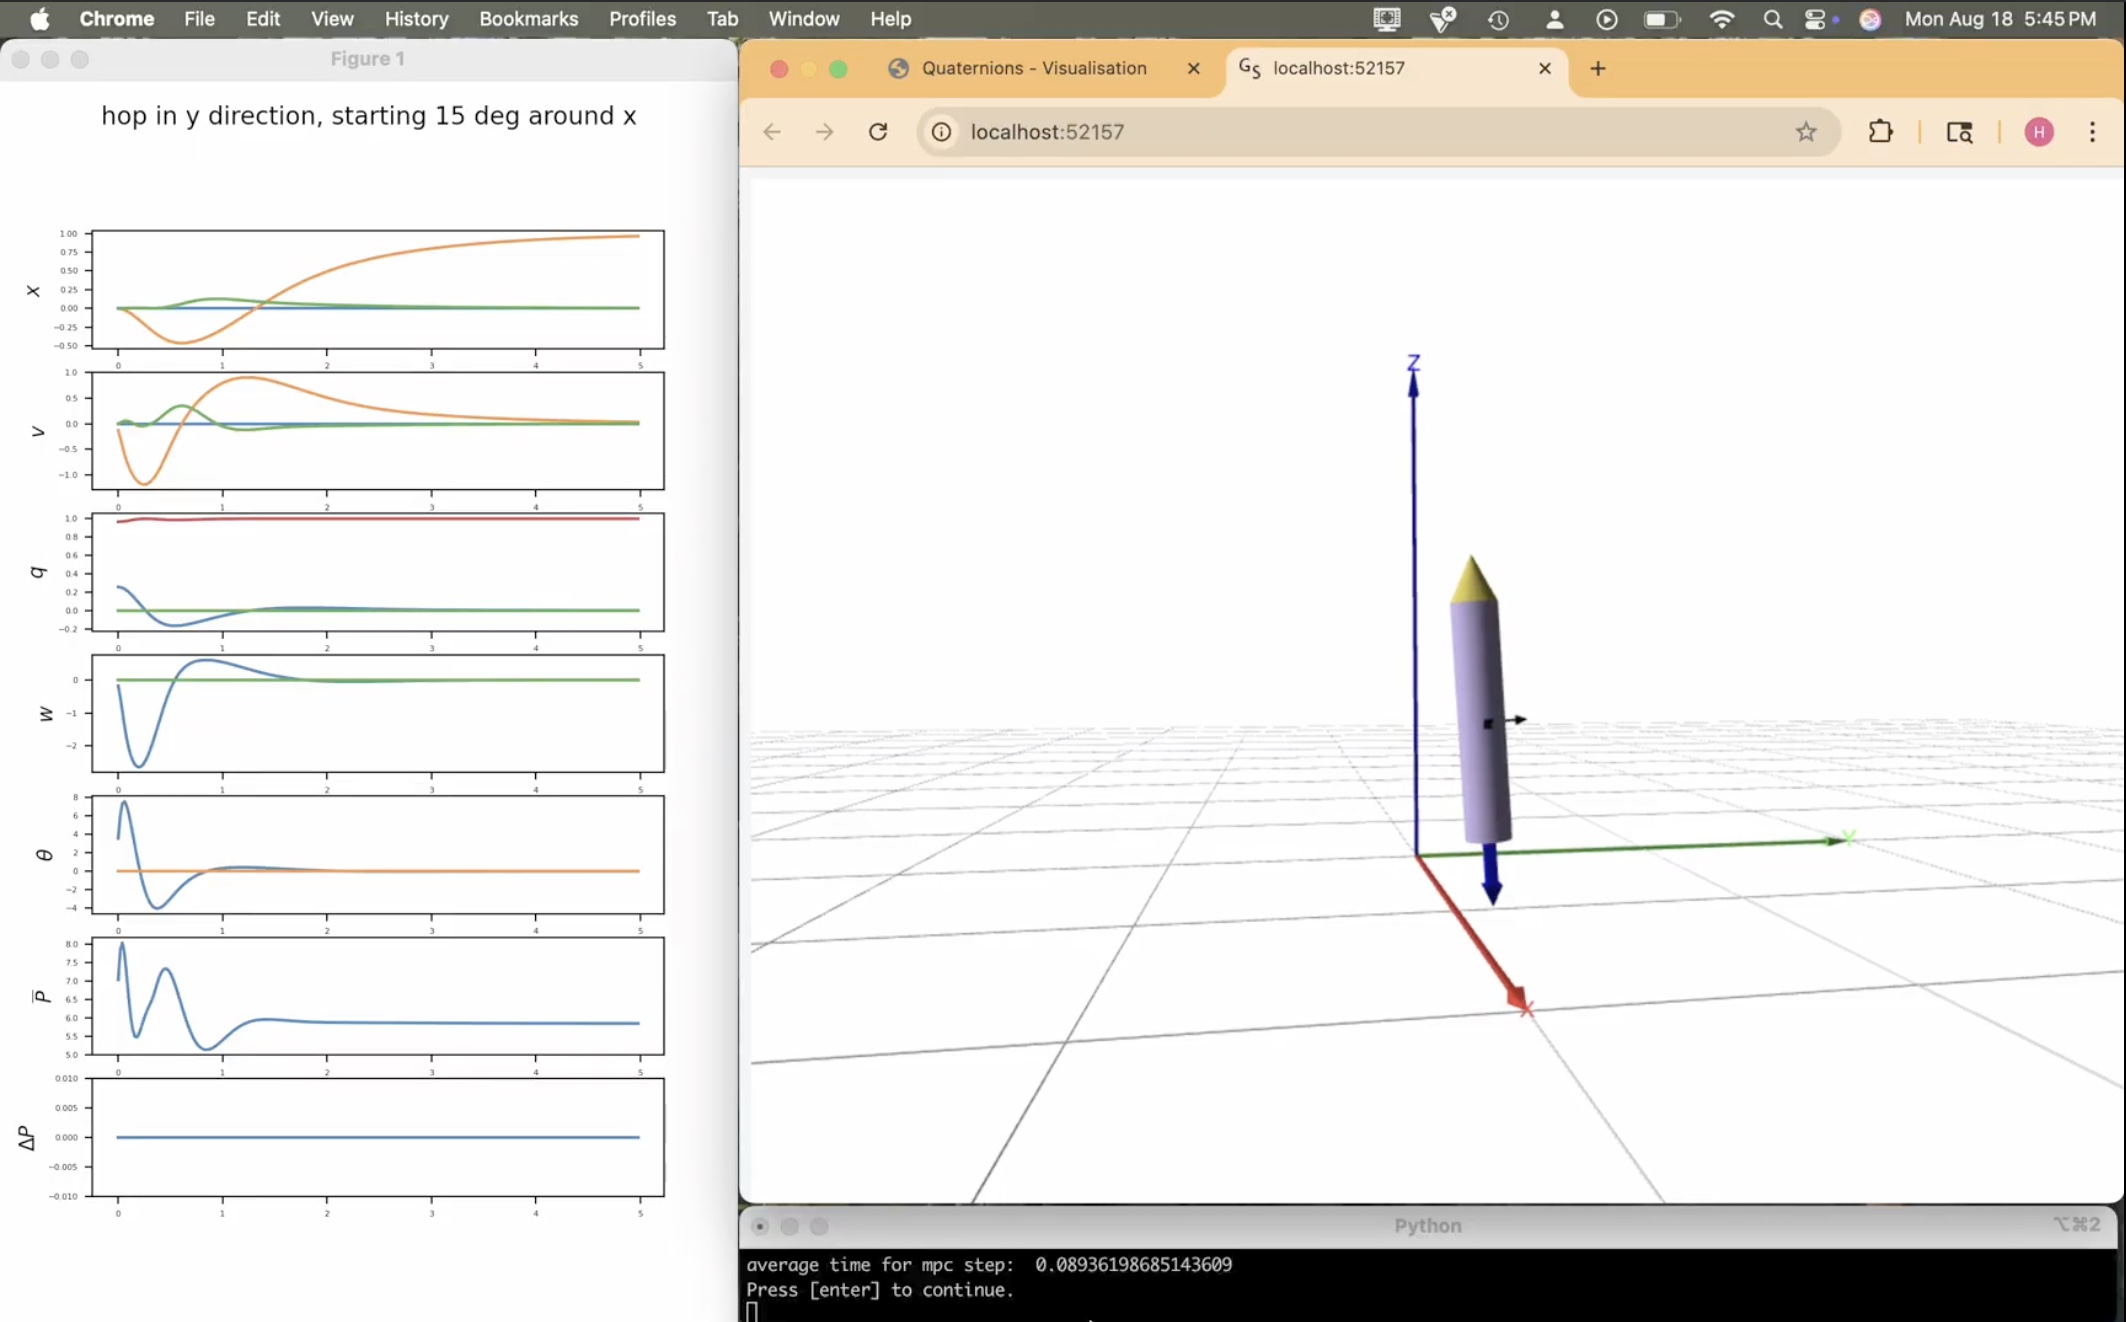 Chrome File Edit View History Bookmarks Profiles Tab Window Help Mon Aug 18 5:45 PM
Figure 1
hop in y direction, starting 15 deg around x
x
1.00
0.75
0.50
0.25
0.00
−0.25
−0.50
0 1 2 3 4 5
v
1.0
0.5
0.0
−0.5
−1.0
0 1 2 3 4 5
q
1.0
0.8
0.6
0.4
0.2
0.0
−0.2
0 1 2 3 4 5
w
0
−1
−2
0 1 2 3 4 5
θ
8
6
4
2
0
−2
−4
0 1 2 3 4 5
P̅
8.0
7.5
7.0
6.5
6.0
5.5
5.0
0 1 2 3 4 5
ΔP
0.010
0.005
0.000
−0.005
−0.010
0 1 2 3 4 5
Quaternions - Visualisation
GS localhost:52157
localhost:52157
H
Z
Y
X
Python ⌥⌘2
average time for mpc step:  0.08936198685143609
Press [enter] to continue.